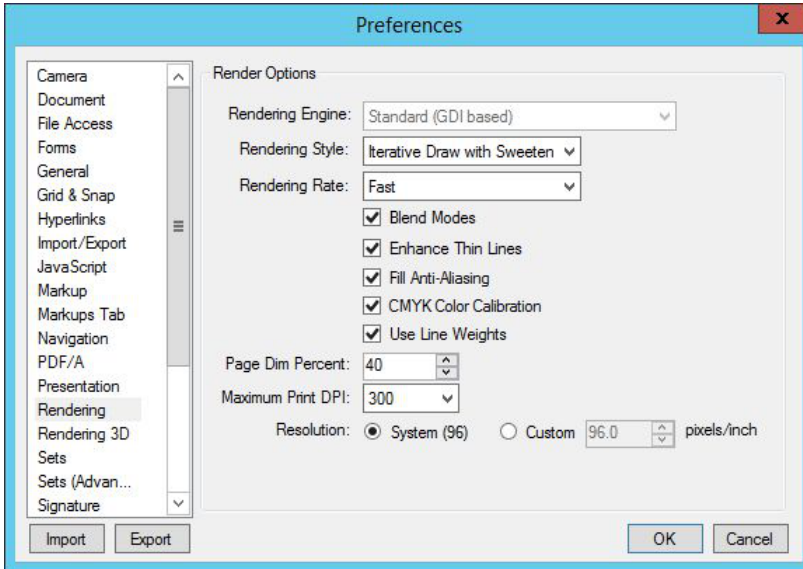 Preferences
x
Camera
Document
File Access
Forms
General
Grid & Snap
Hyperlinks
Import/Export
JavaScript
Markup
Markups Tab
Navigation
PDF/A
Presentation
Rendering
Rendering 3D
Sets
Sets (Advan...
Signature
Import Export
Render Options
Rendering Engine: Standard (GDI based)
Rendering Style: Iterative Draw with Sweeten
Rendering Rate: Fast
Blend Modes
Enhance Thin Lines
Fill Anti-Aliasing
CMYK Color Calibration
Use Line Weights
Page Dim Percent: 40
Maximum Print DPI: 300
Resolution: System (96) Custom 96.0 pixels/inch
OK Cancel